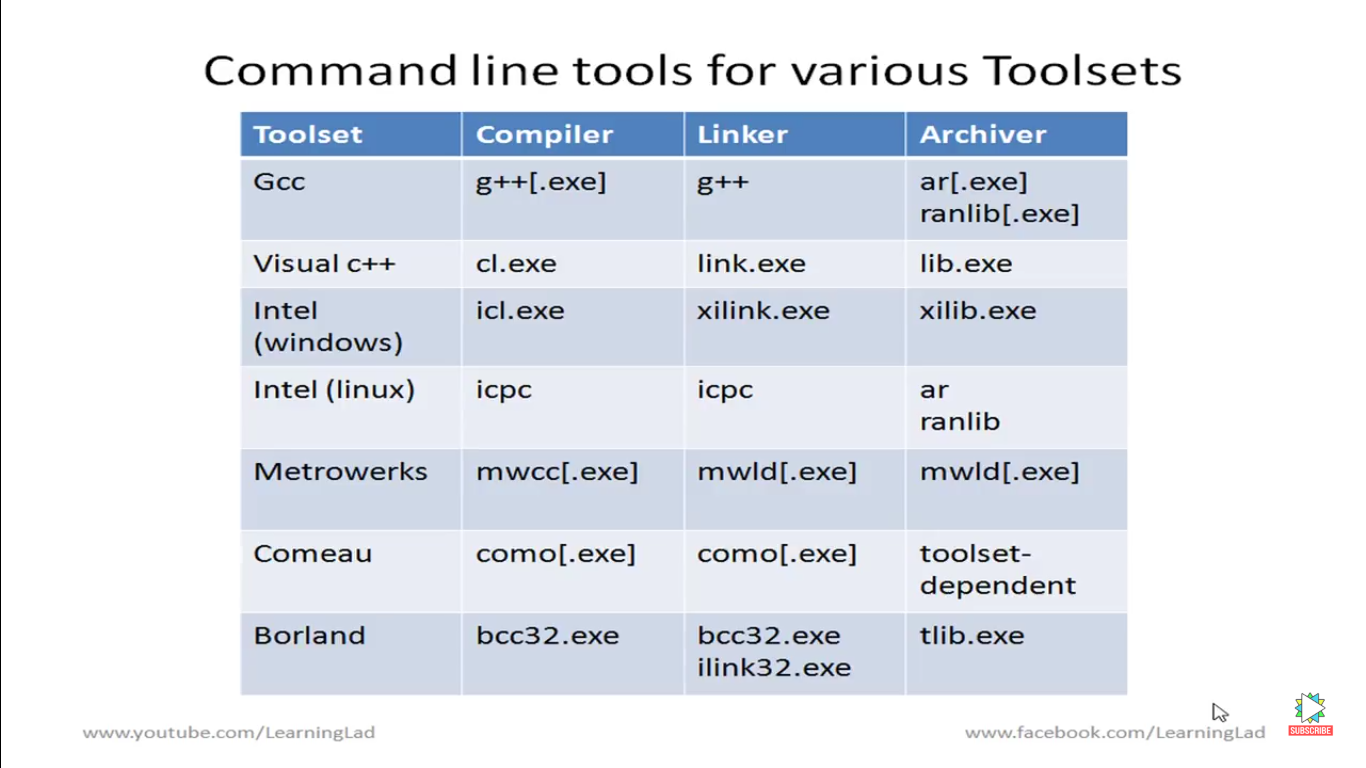 Command line tools for various Toolsets
Toolset Compiler Linker Archiver
Gcc g++[.exe] g++ ar[.exe]
ranlib[.exe]
Visual c++ cl.exe link.exe lib.exe
Intel icl.exe xilink.exe xilib.exe
(windows)
Intel (linux) icpc icpc ar
ranlib
Metrowerks mwcc[.exe] mwld[.exe] mwld[.exe]
Comeau como[.exe] como[.exe] toolset-
dependent
Borland bcc32.exe bcc32.exe tlib.exe
ilink32.exe
www.youtube.com/LearningLad www.facebook.com/LearningLad
SUBSCRIBE